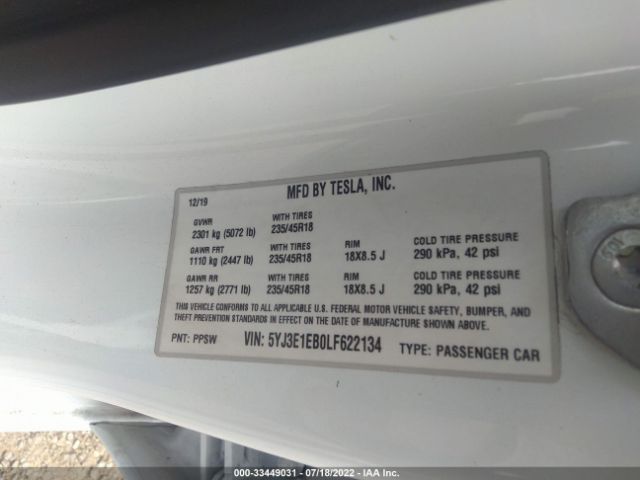 MFD BY TESLA, INC.
12/19
GVWR WITH TIRES
2301 kg (5072 lb) 235/45R18
GAWR FRT WITH TIRES RIM COLD TIRE PRESSURE
1110 kg (2447 lb) 235/45R18 18X8.5 J 290 kPa, 42 psi
GAWR RR WITH TIRES RIM COLD TIRE PRESSURE
1257 kg (2771 lb) 235/45R18 18X8.5 J 290 kPa, 42 psi
THIS VEHICLE CONFORMS TO ALL APPLICABLE U.S. FEDERAL MOTOR VEHICLE SAFETY, BUMPER, AND
THEFT PREVENTION STANDARDS IN EFFECT ON THE DATE OF MANUFACTURE SHOWN ABOVE.
PNT: PPSW VIN: 5YJ3E1EB0LF622134 TYPE: PASSENGER CAR
000-33449031 - 07/18/2022 - IAA Inc.